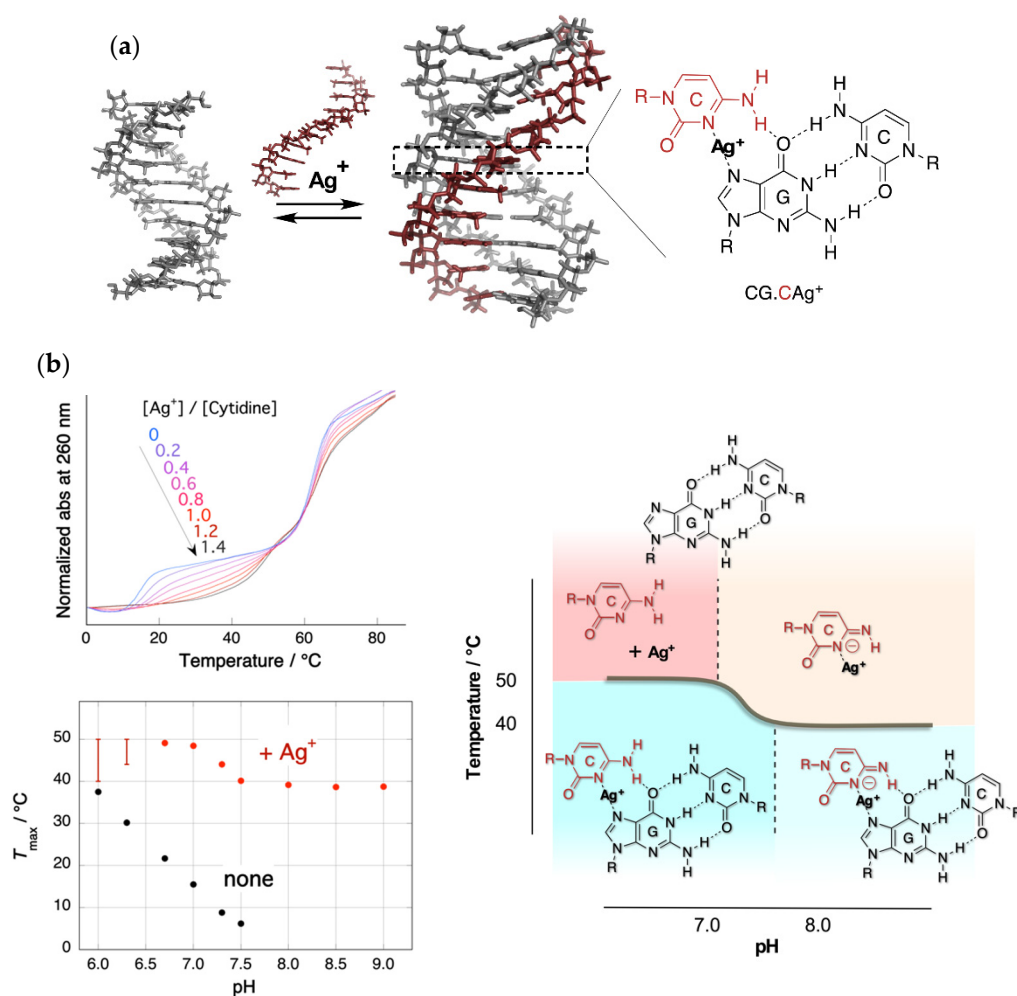 (a)
Ag+
R
N
O
C
N
N
H
H
Ag+
O
H
H
N
C
N
R
O
N
N
G
N
H
N
N
H
H
R
CG.CAg+
(b)
Normalized abs at 260 nm
[Ag+] / [Cytidine]
0
0.2
0.4
0.6
0.8
1.0
1.2
1.4
0 20 40 60 80
Temperature / °C
Tmax / °C
50
40
30
20
10
0
+ Ag+
none
6.0 6.5 7.0 7.5 8.0 8.5 9.0
pH
H
N
H
O
C
N
N
R
O
N
N
G
N
H
N
N
H
H
R
R
N
C
N
H
H
O
N
+ Ag+
R
N
C
N
H
O
N
⊖
Ag+
Temperature / °C
50
40
R
N
C
N
H
H
O
N
Ag+
O
H
H
N
C
N
R
O
N
N
G
N
H
N
N
H
H
R
R
N
C
N
H
O
N
⊖
Ag+
O
H
H
N
C
N
R
O
N
N
G
N
H
N
N
H
H
R
7.0 8.0
pH